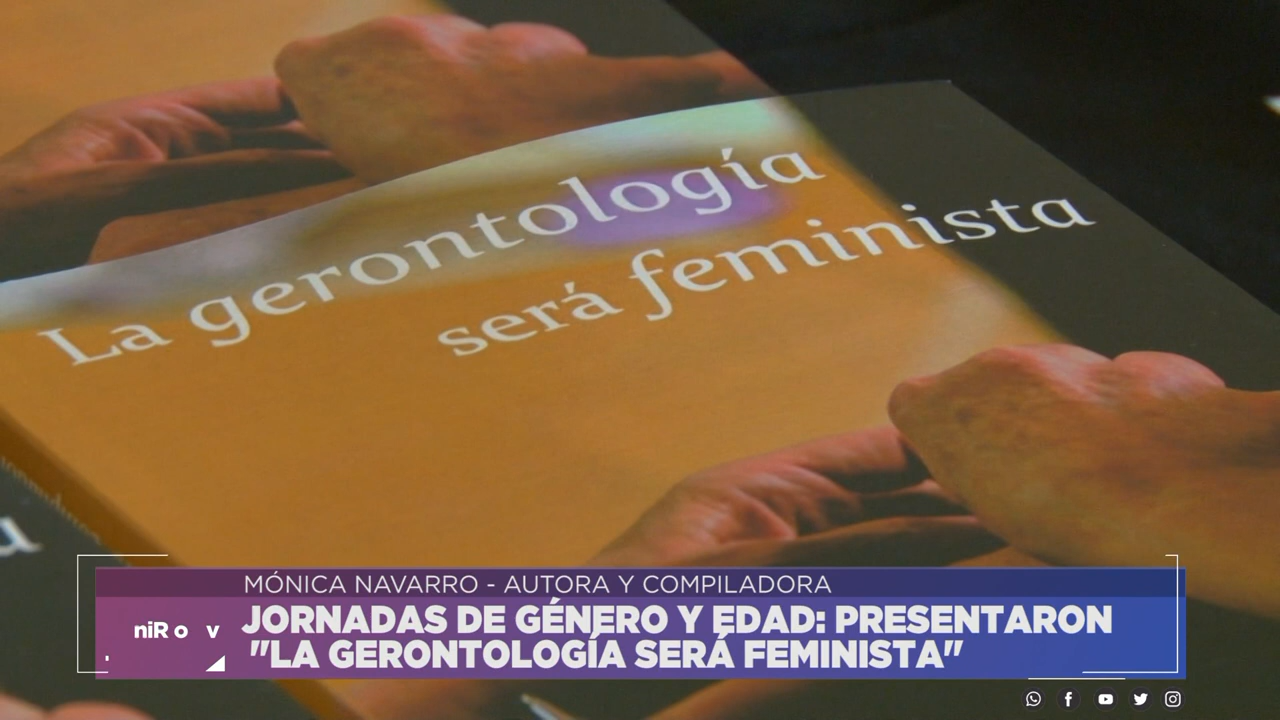 La gerontología
será feminista
MÓNICA NAVARRO - AUTORA Y COMPILADORA
JORNADAS DE GÉNERO Y EDAD: PRESENTARON
"LA GERONTOLOGÍA SERÁ FEMINISTA"